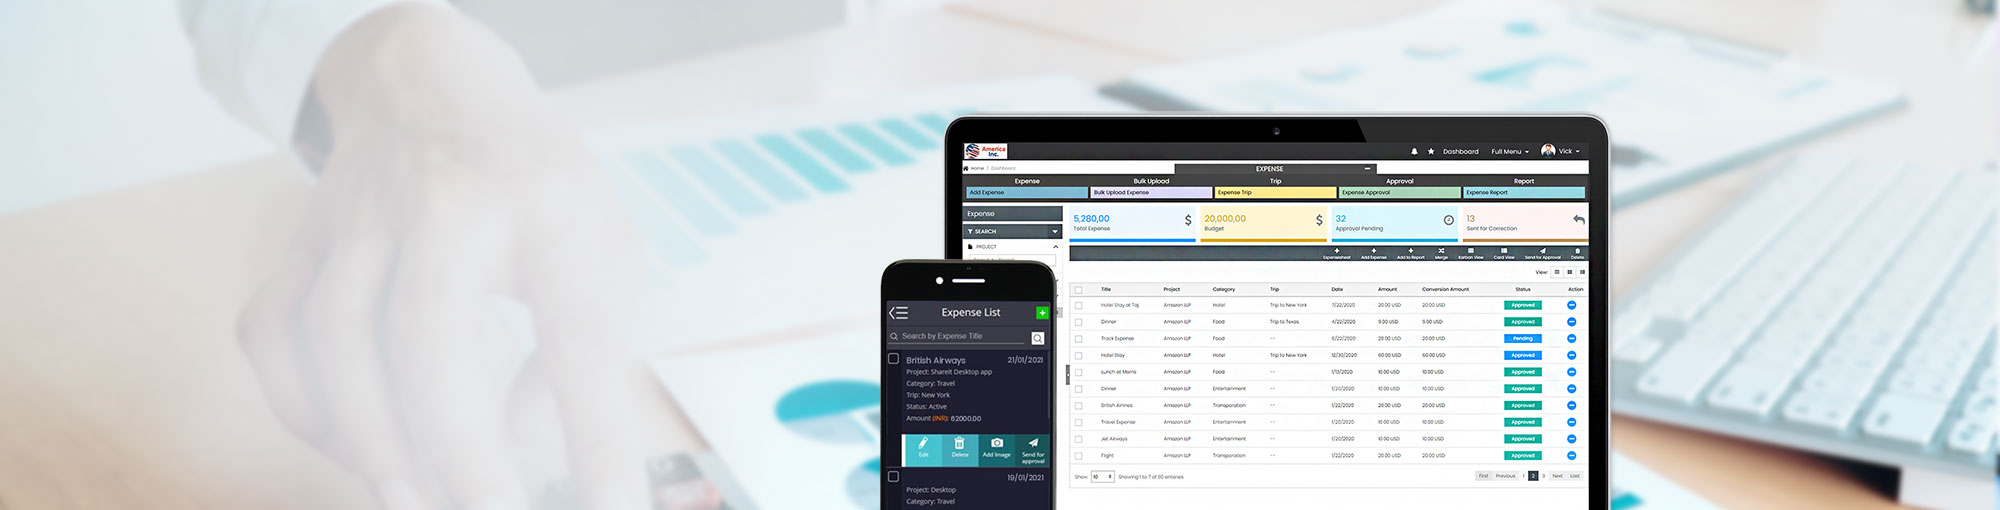 America
Inc.
Dashboard Full Menu Vick
Home / Dashboard
EXPENSE
Expense Bulk Upload Trip Approval Report
Add Expense Bulk Upload Expense Expense Trip Expense Approval Expense Report
Expense
SEARCH
PROJECT
5,280,00 $
Total Expense
20,000,00 $
Budget
32
Approval Pending
13
Sent for Correction
Expensesheet Add Expense Add to Report Merge Kanban View Card View Send for Approval Delete
View:
Title Project Category Trip Date Amount Conversion Amount Status Action
Hotel Stay at Taj Amazon LLP Hotel Trip to New York 7/22/2020 20.00 USD 20.00 USD Approved
Dinner Amazon LLP Food Trip to Texas 4/22/2020 9.00 USD 9.00 USD Approved
Track Expense Amazon LLP Food -- 6/22/2020 20.00 USD 20.00 USD Pending
Hotel Stay Amazon LLP Hotel Trip to New York 12/30/2020 60.00 USD 60.00 USD Approved
Lunch at Morris Amazon LLP Food -- 1/13/2020 10.00 USD 10.00 USD Approved
Dinner Amazon LLP Entertainment -- 1/20/2020 10.00 USD 10.00 USD Approved
British Airlines Amazon LLP Transporation -- 1/22/2020 20.00 USD 20.00 USD Approved
Travel Expense Amazon LLP Entertainment -- 1/20/2020 10.00 USD 10.00 USD Approved
Jet Airways Amazon LLP Entertainment -- 1/20/2020 10.00 USD 10.00 USD Approved
Flight Amazon LLP Transporation -- 1/22/2020 20.00 USD 20.00 USD Approved
Show 10 Showing 1 to 7 of 80 enteries First Previous 1 2 3 Next Last
Expense List
Search by Expense Title
British Airways 21/01/2021
Project: Shareit Desktop app
Category: Travel
Trip: New York
Status: Active
Amount (INR): 62000.00
Edit Delete Add Image Send for
approval
19/01/2021
Project: Desktop
Category: Travel